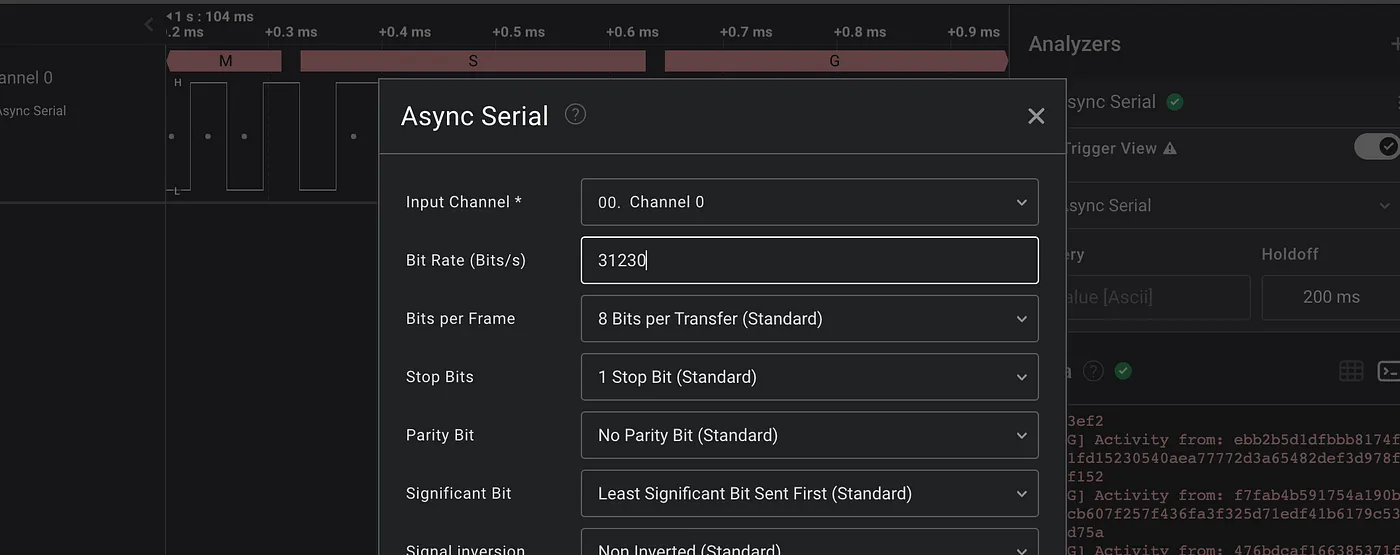 1 s : 104 ms
.2 ms +0.3 ms +0.4 ms +0.5 ms +0.6 ms +0.7 ms +0.8 ms +0.9 ms
M S G
annel 0
Async Serial
H
L
Async Serial ?
Input Channel * 00. Channel 0
Bit Rate (Bits/s) 31230
Bits per Frame 8 Bits per Transfer (Standard)
Stop Bits 1 Stop Bit (Standard)
Parity Bit No Parity Bit (Standard)
Significant Bit Least Significant Bit Sent First (Standard)
Signal inversion Non Inverted (Standard)
Analyzers
sync Serial
Trigger View
sync Serial
ery Holdoff
alue [Ascii] 200 ms
a ?
3ef2
G] Activity from: ebb2b5d1dfbbb8174f
1fd15230540aea77772d3a65482def3d978f
f152
G] Activity from: f7fab4b591754a190b
cb607f257f436fa3f325d71edf41b6179c53
d75a
G] Activity from: 476bdcaf166385371f